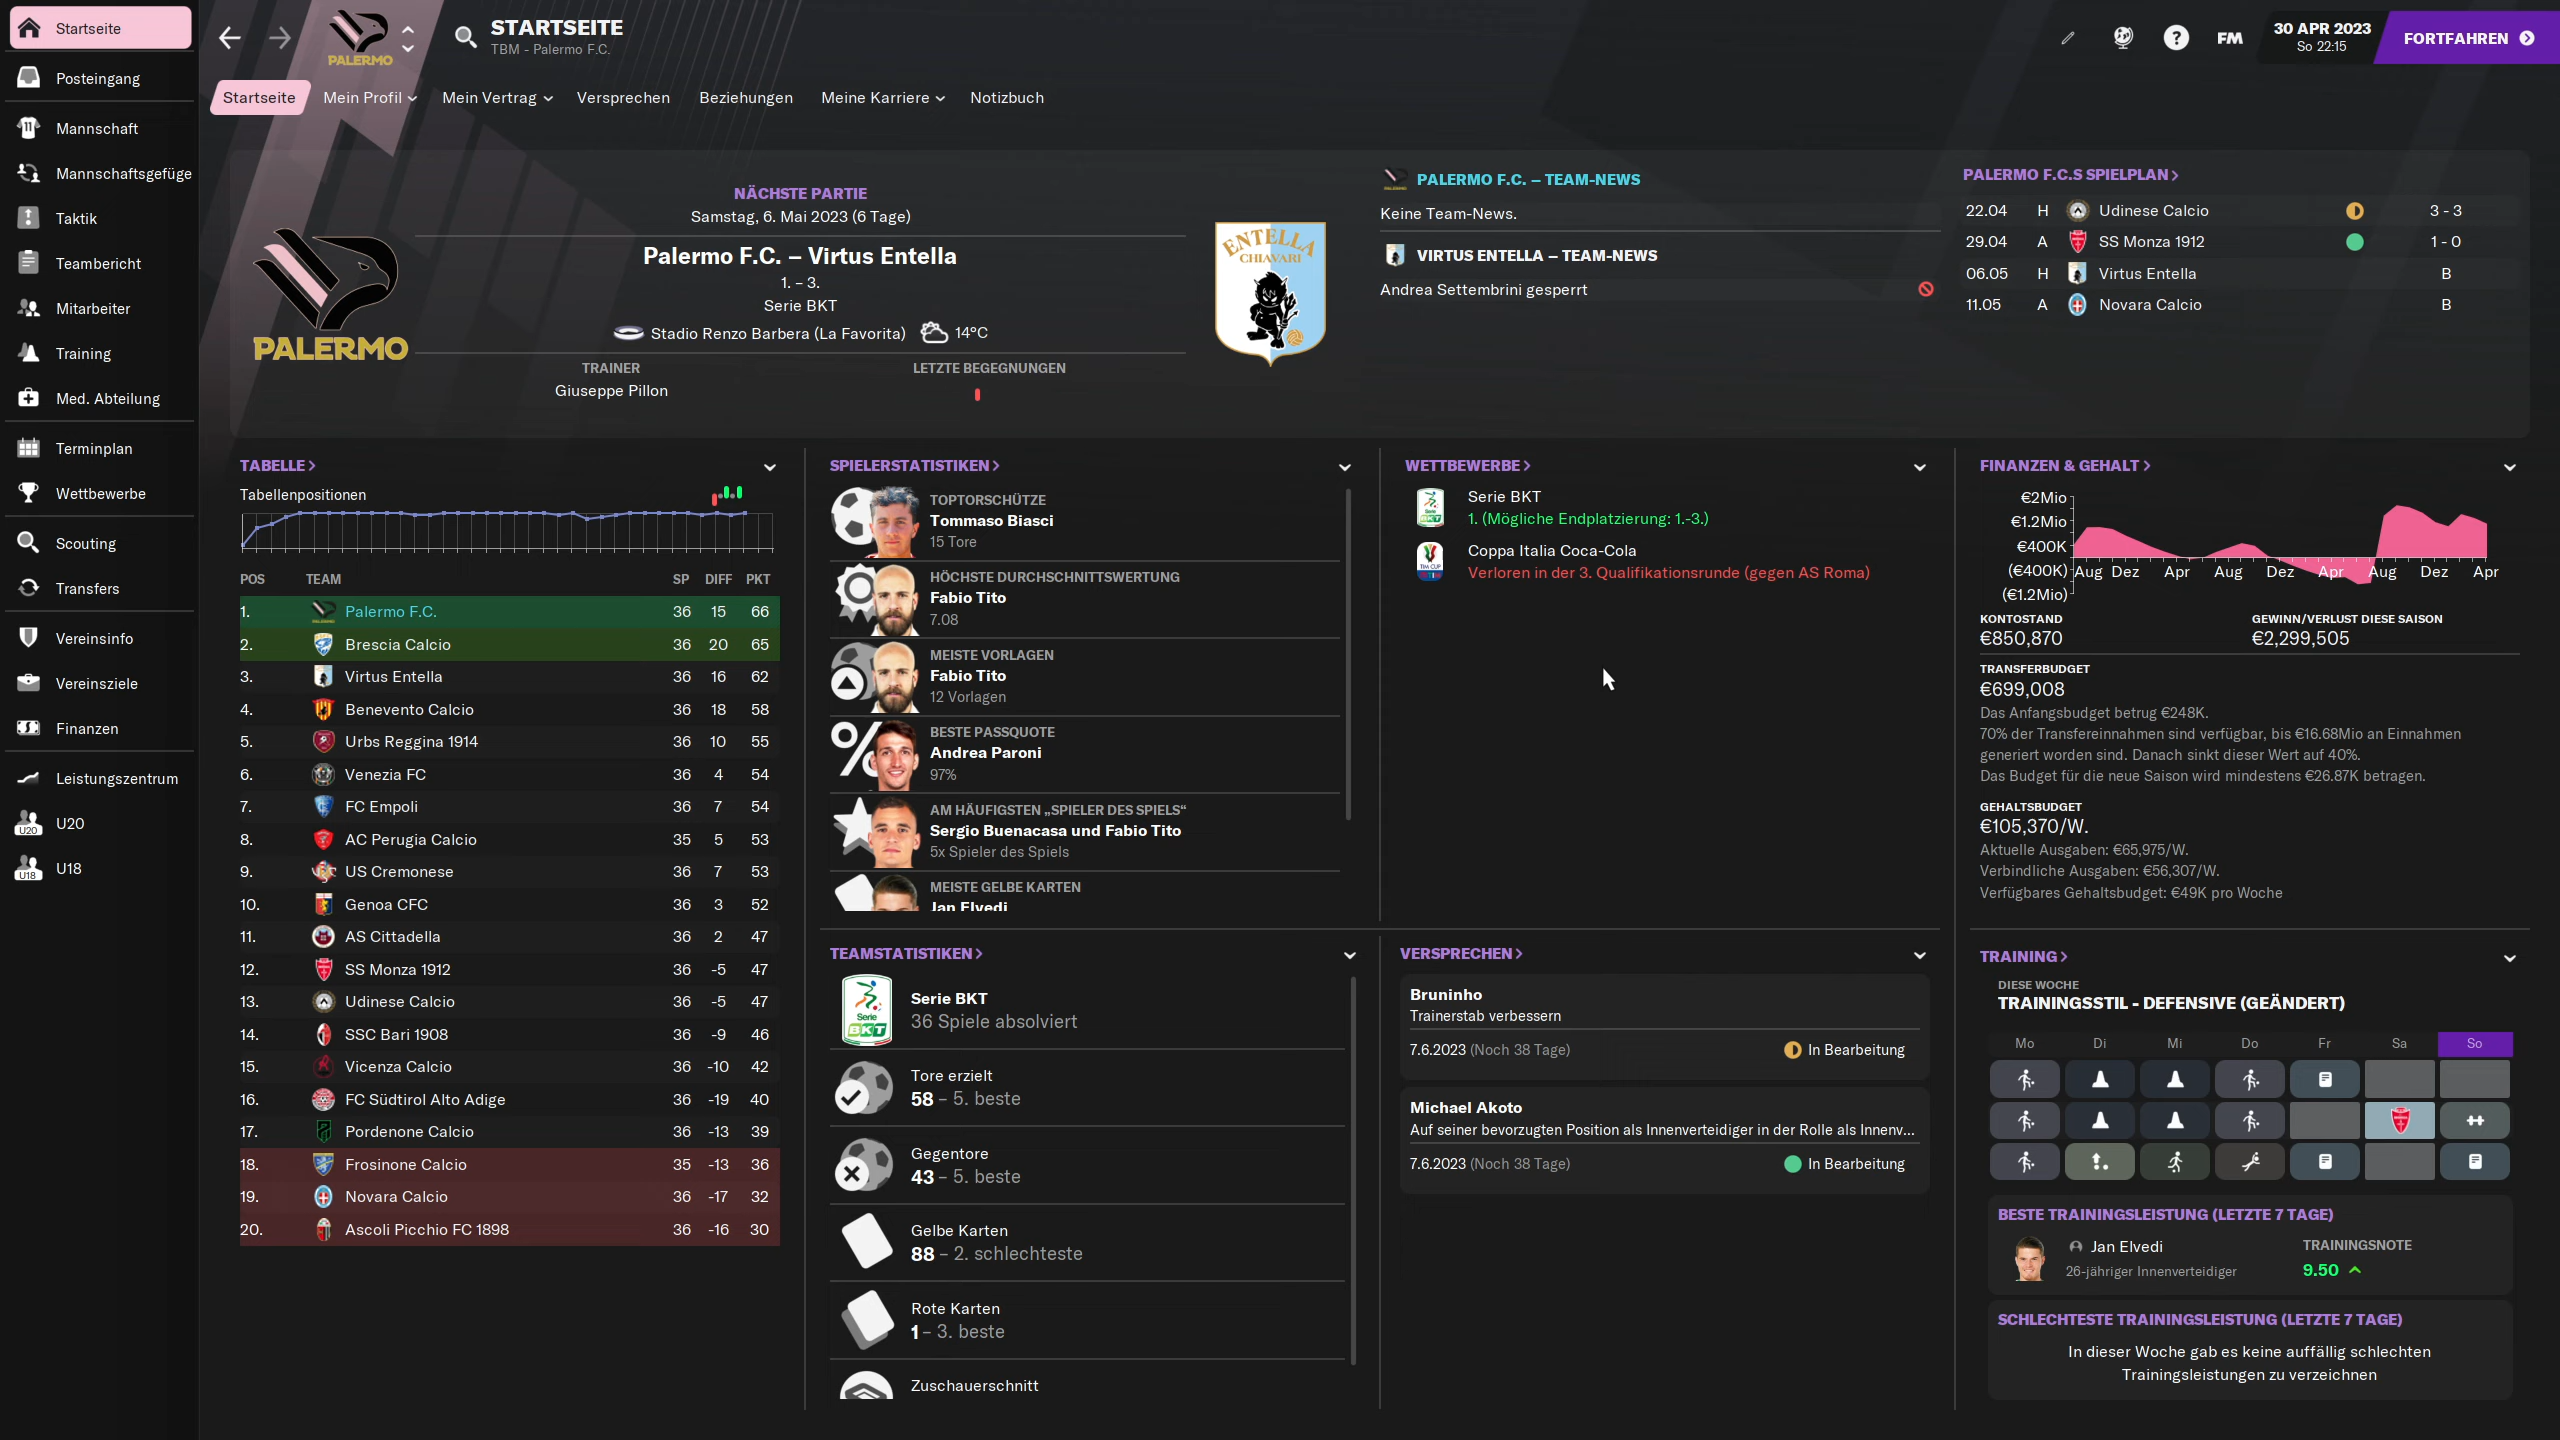 Startseite
Posteingang
Mannschaft
Mannschaftsgefüge
Taktik
Teambericht
Mitarbeiter
Training
Med. Abteilung
Terminplan
Wettbewerbe
Scouting
Transfers
Vereinsinfo
Vereinsziele
Finanzen
Leistungszentrum
U20 U20
U18 U18
PALERMO
STARTSEITE
TBM - Palermo F.C.
FM
30 APR 2023
So 22:15
FORTFAHREN
Startseite Mein Profil Mein Vertrag Versprechen Beziehungen Meine Karriere Notizbuch
PALERMO
NÄCHSTE PARTIE
Samstag, 6. Mai 2023 (6 Tage)
Palermo F.C. – Virtus Entella
1. – 3.
Serie BKT
Stadio Renzo Barbera (La Favorita) 14°C
TRAINER
Giuseppe Pillon
LETZTE BEGEGNUNGEN
ENTELLA
CHIAVARI
PALERMO F.C. – TEAM-NEWS
Keine Team-News.
VIRTUS ENTELLA – TEAM-NEWS
Andrea Settembrini gesperrt
PALERMO F.C.S SPIELPLAN
22.04 H Udinese Calcio 3 - 3
29.04 A SS Monza 1912 1 - 0
06.05 H Virtus Entella B
11.05 A Novara Calcio B
TABELLE
Tabellenpositionen
POS TEAM SP DIFF PKT
1. Palermo F.C. 36 15 66
2. Brescia Calcio 36 20 65
3. Virtus Entella 36 16 62
4. Benevento Calcio 36 18 58
5. Urbs Reggina 1914 36 10 55
6. Venezia FC 36 4 54
7. FC Empoli 36 7 54
8. AC Perugia Calcio 35 5 53
9. US Cremonese 36 7 53
10. Genoa CFC 36 3 52
11. AS Cittadella 36 2 47
12. SS Monza 1912 36 -5 47
13. Udinese Calcio 36 -5 47
14. SSC Bari 1908 36 -9 46
15. Vicenza Calcio 36 -10 42
16. FC Südtirol Alto Adige 36 -19 40
17. Pordenone Calcio 36 -13 39
18. Frosinone Calcio 35 -13 36
19. Novara Calcio 36 -17 32
20. Ascoli Picchio FC 1898 36 -16 30
SPIELERSTATISTIKEN
TOPTORSCHÜTZE
Tommaso Biasci
15 Tore
HÖCHSTE DURCHSCHNITTSWERTUNG
Fabio Tito
7.08
MEISTE VORLAGEN
Fabio Tito
12 Vorlagen
BESTE PASSQUOTE
Andrea Paroni
97%
AM HÄUFIGSTEN „SPIELER DES SPIELS“
Sergio Buenacasa und Fabio Tito
5x Spieler des Spiels
MEISTE GELBE KARTEN
Jan Elvedi
WETTBEWERBE
Serie BKT
1. (Mögliche Endplatzierung: 1.-3.)
Coppa Italia Coca-Cola
Verloren in der 3. Qualifikationsrunde (gegen AS Roma)
FINANZEN & GEHALT
€2Mio
€1.2Mio
€400K
(€400K)
(€1.2Mio)
Aug Dez Apr Aug Dez Apr Aug Dez Apr
KONTOSTAND
€850,870
GEWINN/VERLUST DIESE SAISON
€2,299,505
TRANSFERBUDGET
€699,008
Das Anfangsbudget betrug €248K.
70% der Transfereinnahmen sind verfügbar, bis €16.68Mio an Einnahmen
generiert worden sind. Danach sinkt dieser Wert auf 40%.
Das Budget für die neue Saison wird mindestens €26.87K betragen.
GEHALTSBUDGET
€105,370/W.
Aktuelle Ausgaben: €65,975/W.
Verbindliche Ausgaben: €56,307/W.
Verfügbares Gehaltsbudget: €49K pro Woche
TEAMSTATISTIKEN
Serie BKT
Serie BKT
36 Spiele absolviert
Tore erzielt
58 – 5. beste
Gegentore
43 – 5. beste
Gelbe Karten
88 – 2. schlechteste
Rote Karten
1 – 3. beste
Zuschauerschnitt
VERSPRECHEN
Bruninho
Trainerstab verbessern
7.6.2023 (Noch 38 Tage) In Bearbeitung
Michael Akoto
Auf seiner bevorzugten Position als Innenverteidiger in der Rolle als Innenv...
7.6.2023 (Noch 38 Tage) In Bearbeitung
TRAINING
DIESE WOCHE
TRAININGSSTIL - DEFENSIVE (GEÄNDERT)
Mo Di Mi Do Fr Sa So
BESTE TRAININGSLEISTUNG (LETZTE 7 TAGE)
Jan Elvedi
26-jähriger Innenverteidiger
TRAININGSNOTE
9.50
SCHLECHTESTE TRAININGSLEISTUNG (LETZTE 7 TAGE)
In dieser Woche gab es keine auffällig schlechten
Trainingsleistungen zu verzeichnen